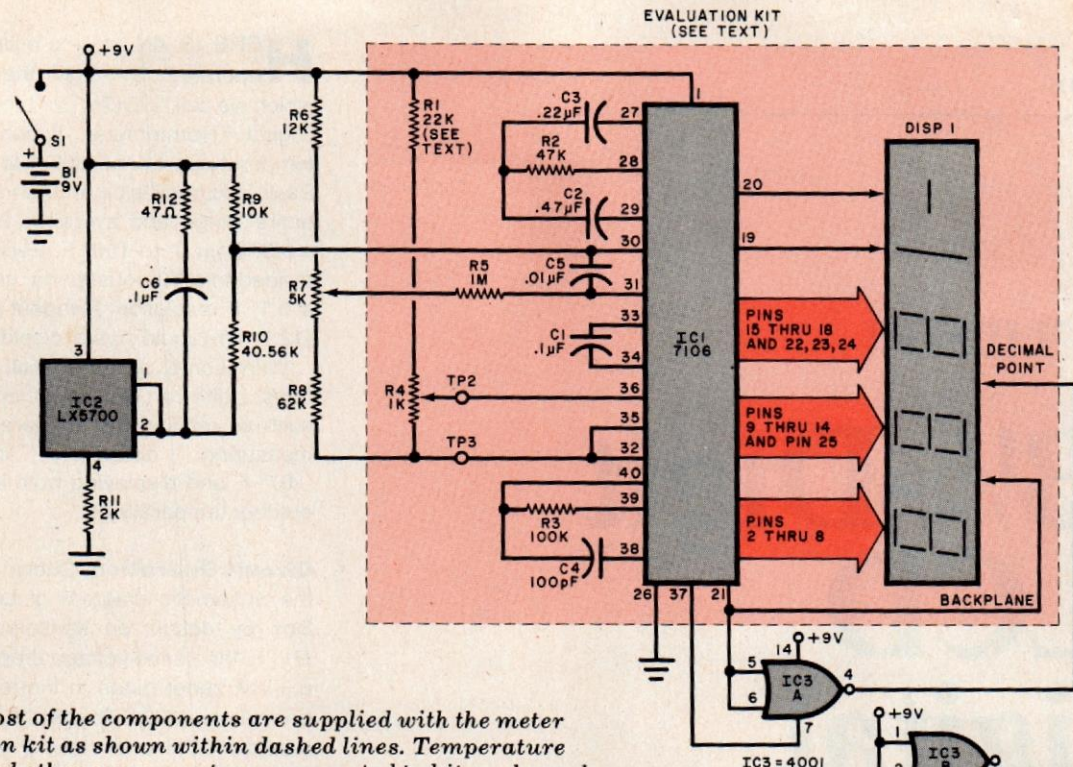 EVALUATION KIT
(SEE TEXT)
+9V
S1
+
B1
9V
R12
47Ω
R9
10K
C6
.1µF
R10
40.56K
3
IC2
LX5700
1
2
4
R11
2K
R6
12K
R7
5K
R8
62K
R1
22K
(SEE
TEXT)
R5
1M
R4
1K
TP2
TP3
C3
.22µF
R2
47K
C2
.47µF
C5
.01µF
C1
.1µF
R3
100K
C4
100pF
1
27
28
29
30
31
33
34
36
35
32
40
39
38
26
37
21
IC1
7106
20
19
DISP 1
PINS
15 THRU 18
AND 22,23,24
PINS
9 THRU 14
AND PIN 25
PINS
2 THRU 8
DECIMAL
POINT
BACKPLANE
+9V
14
5
6
IC3
A
4
7
+9V
1
IC3
IC3=4001
ost of the components are supplied with the meter
n kit as shown within dashed lines. Temperature